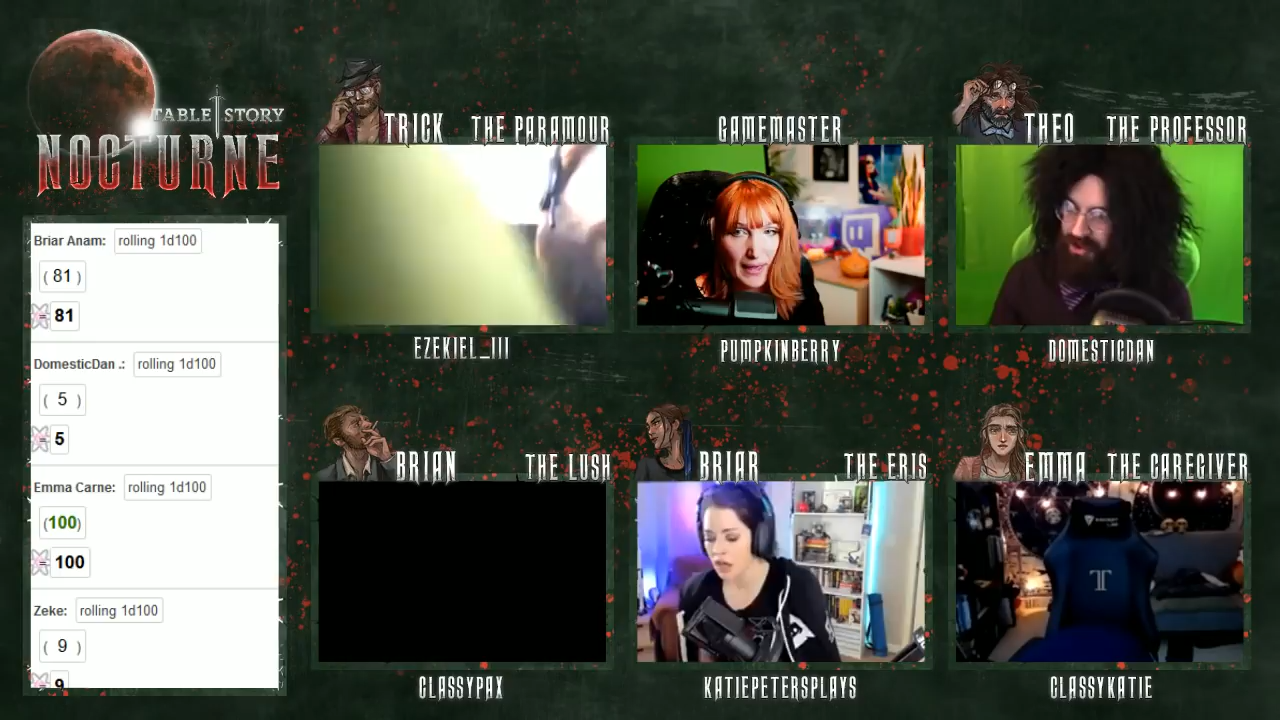 TABLE STORY
NOCTURNE
Briar Anam: rolling 1d100
( 81 )
= 81
DomesticDan .: rolling 1d100
( 5 )
= 5
Emma Carne: rolling 1d100
(100)
= 100
Zeke: rolling 1d100
( 9 )
= 9
TRICK THE PARAMOUR
EZEKIEL_III
GAMEMASTER
PUMPKINBERRY
THEO THE PROFESSOR
DOMESTICDAN
BRIAN THE LUSH
CLASSYPAX
BRIAR THE ERIS
KATIEPETERSPLAYS
EMMA THE CAREGIVER
CLASSYKATIE